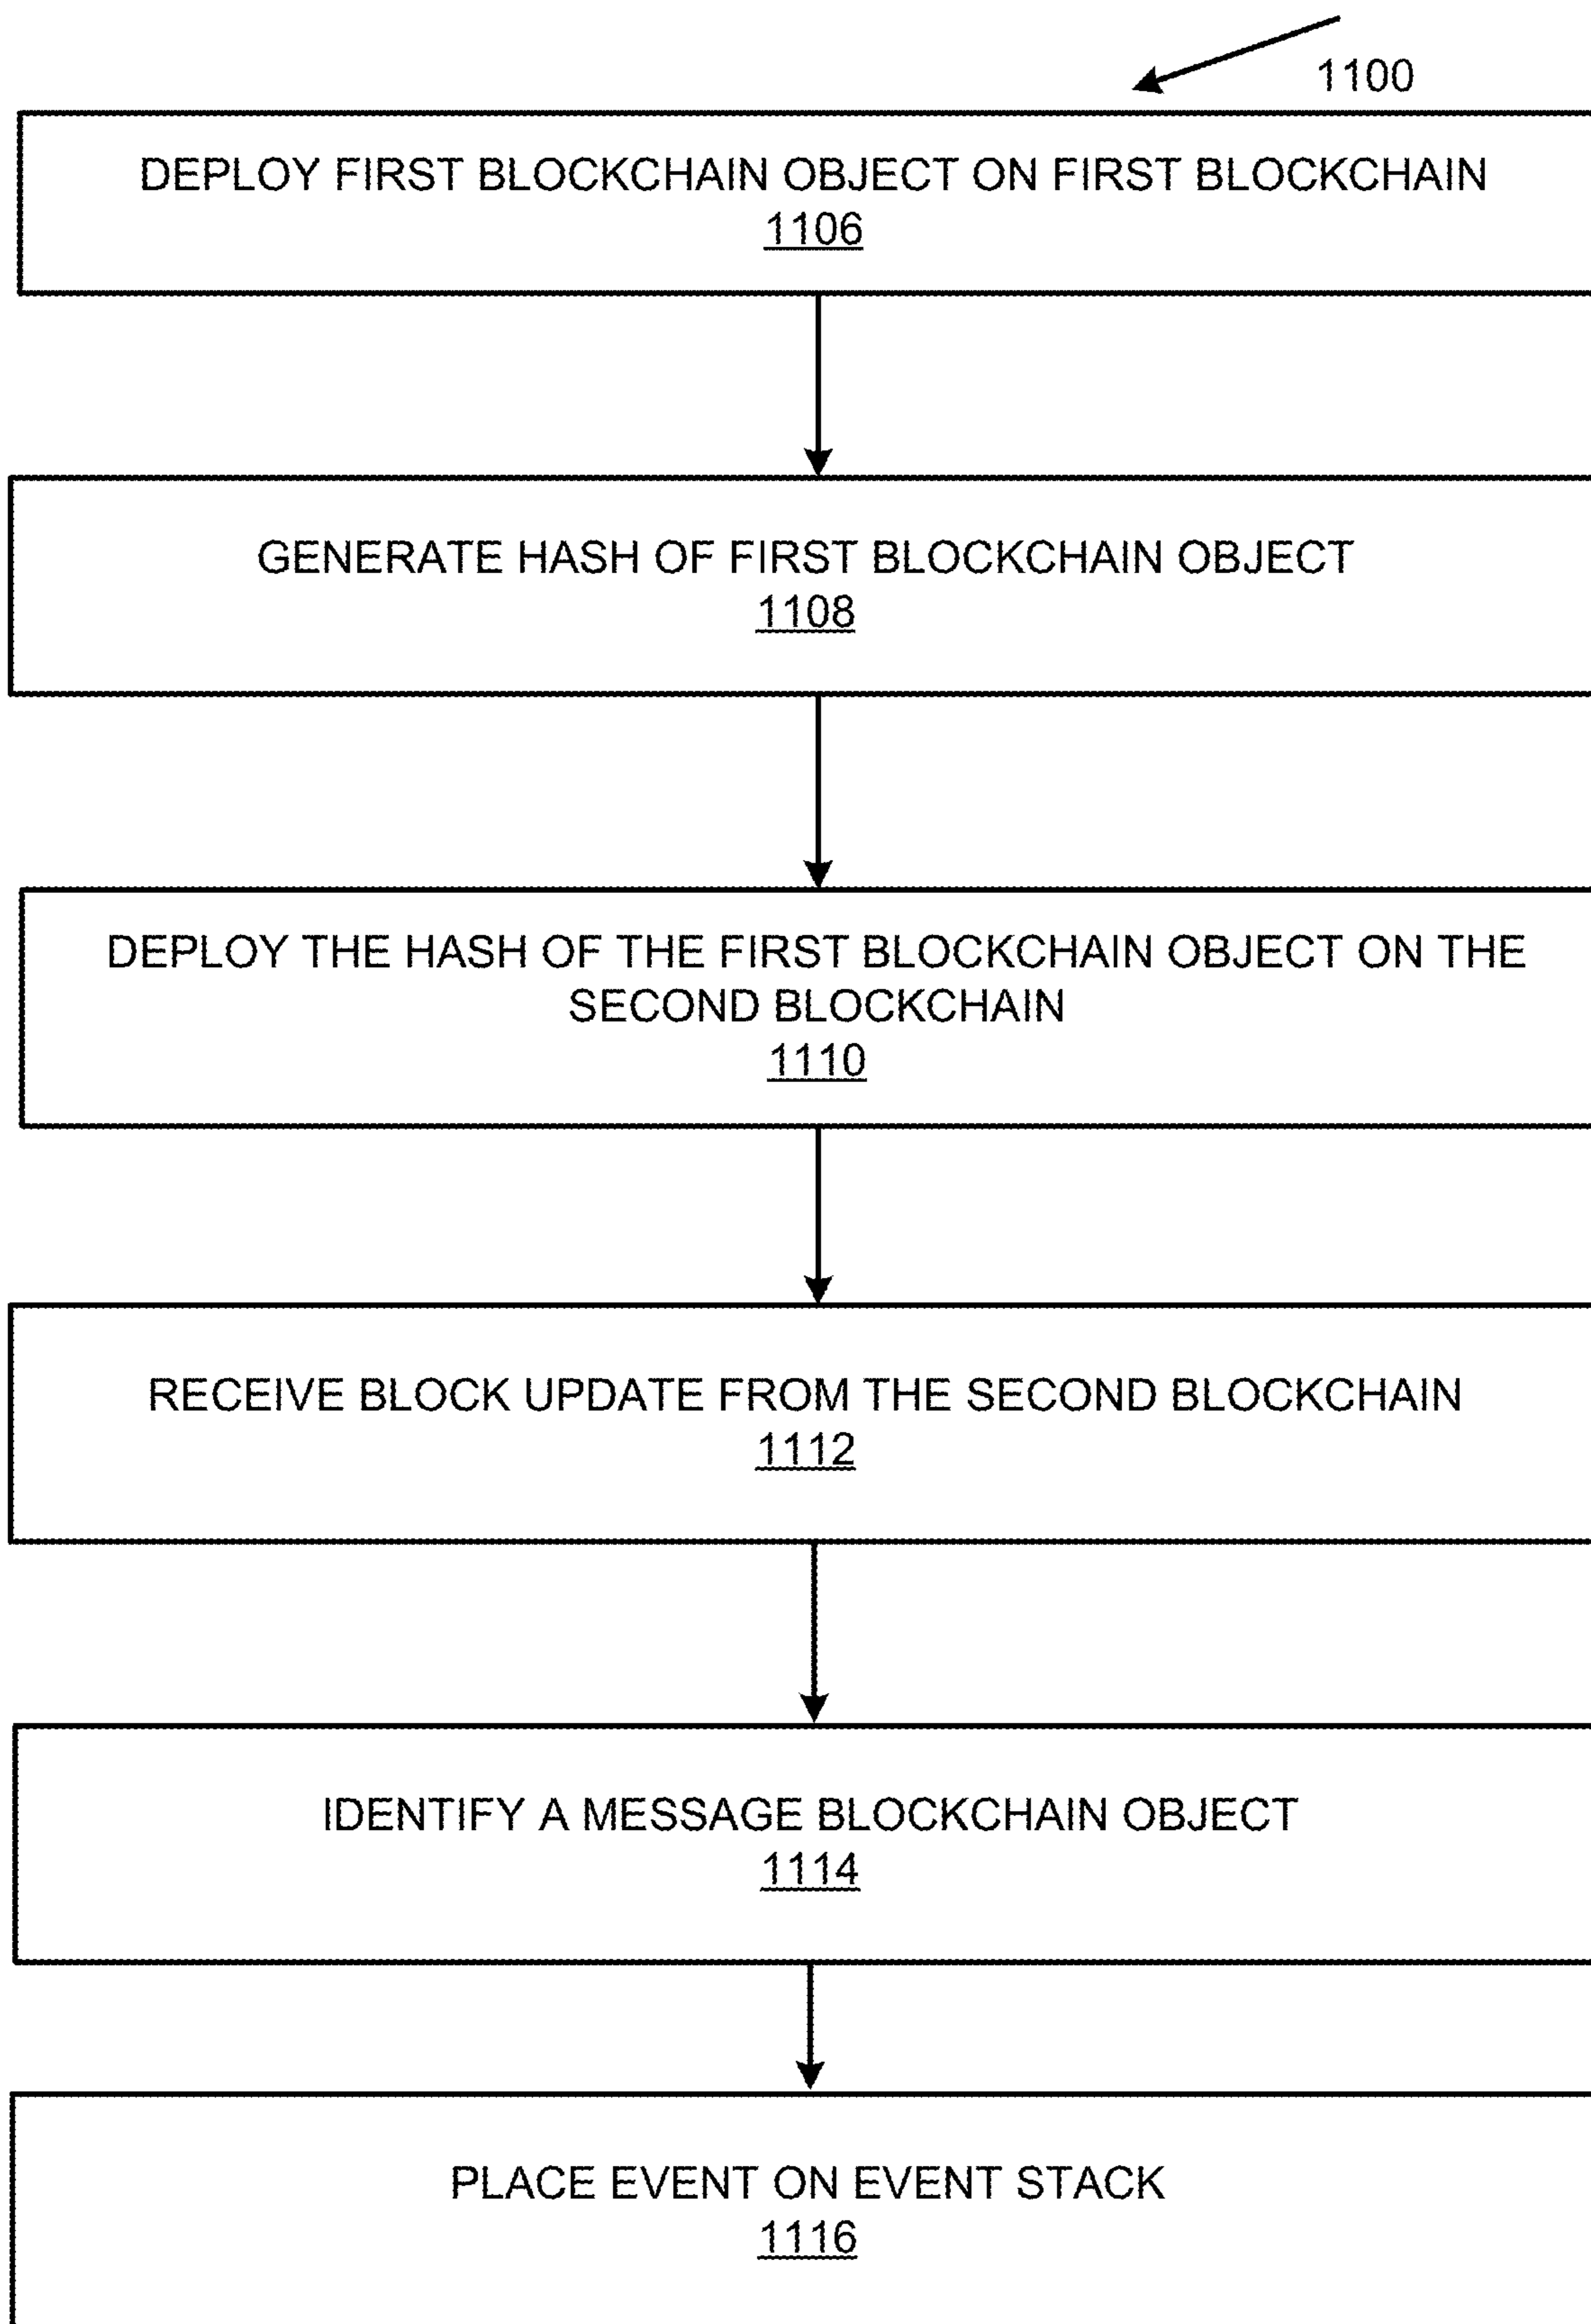 1100
DEPLOY FIRST BLOCKCHAIN OBJECT ON FIRST BLOCKCHAIN
1106
GENERATE HASH OF FIRST BLOCKCHAIN OBJECT
1108
DEPLOY THE HASH OF THE FIRST BLOCKCHAIN OBJECT ON THE
SECOND BLOCKCHAIN
1110
RECEIVE BLOCK UPDATE FROM THE SECOND BLOCKCHAIN
1112
IDENTIFY A MESSAGE BLOCKCHAIN OBJECT
1114
PLACE EVENT ON EVENT STACK
1116